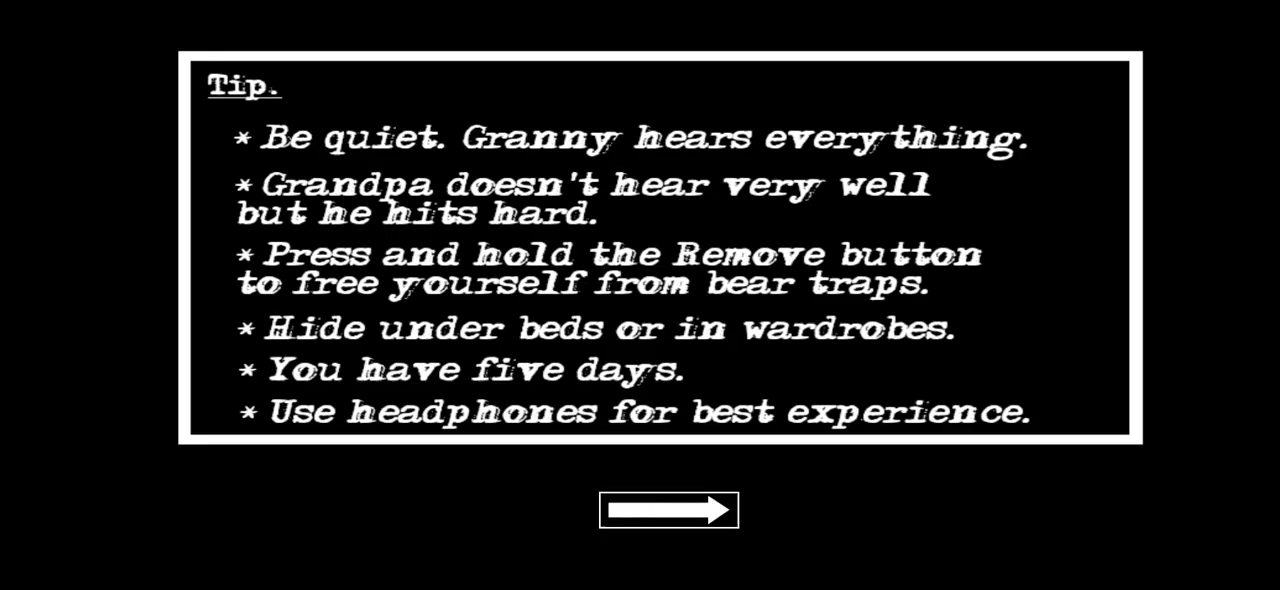 Tip.
* Be quiet. Granny hears everything.
* Grandpa doesn't hear very well
but he hits hard.
* Press and hold the Remove button
to free yourself from bear traps.
* Hide under beds or in wardrobes.
* You have five days.
* Use headphones for best experience.